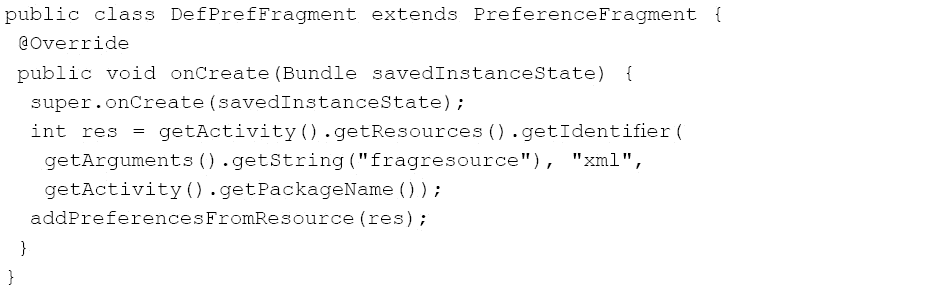 public class DefPrefFragment extends PreferenceFragment {
@Override
public void onCreate(Bundle savedInstanceState) {
super.onCreate(savedInstanceState);
int res = getActivity().getResources().getIdentifier(
getArguments().getString("fragresource"), "xml",
getActivity().getPackageName());
addPreferencesFromResource(res);
}
}